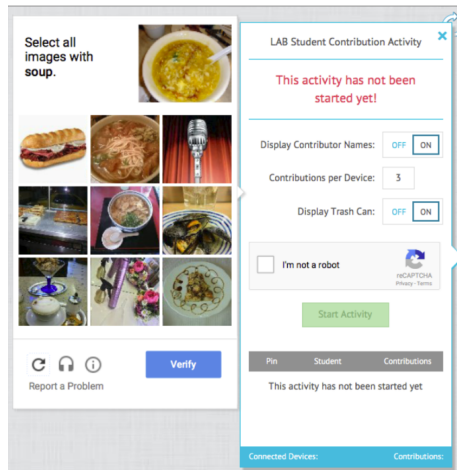 Select all
images with
soup.
Report a Problem
Verify
LAB Student Contribution Activity
×
This activity has not been
started yet!
Display Contributor Names:
OFF
ON
Contributions per Device:
3
Display Trash Can:
OFF
ON
I'm not a robot
reCAPTCHA
Privacy - Terms
Start Activity
Pin
Student
Contributions
This activity has not been started yet
Connected Devices:
Contributions: